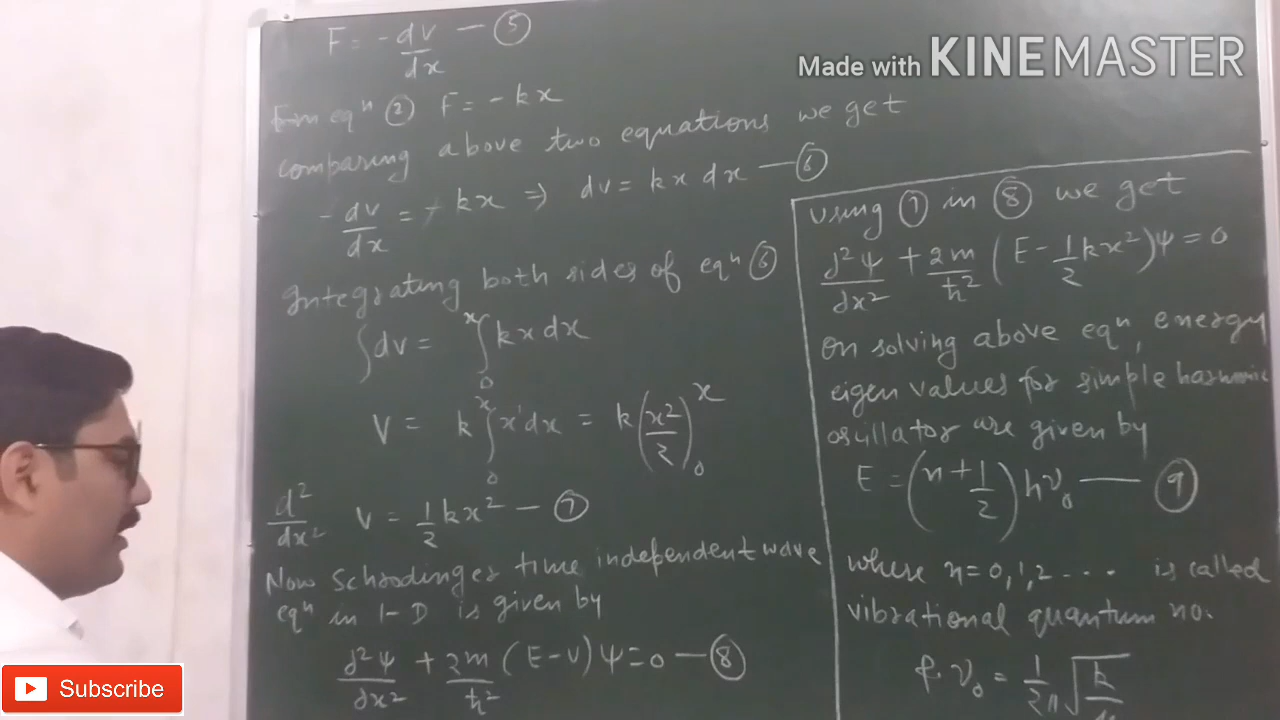 Made with KINEMASTER
F = - dv/dx — ⑤
From eqⁿ ② F = - kx
comparing above two equations we get
- dv/dx = - kx ⇒ dv = kx dx — ⑥
Integrating both sides of eqⁿ ⑥
∫dv = ∫₀ˣ kx dx
V = k ∫₀ˣ x' dx = k (x²/2)₀ˣ
d²/dx² V = 1/2 kx² — ⑦
Now Schrodinger time independent wave
eqⁿ in 1-D is given by
d²ψ/dx² + 2m/ħ² (E - V) ψ = 0 — ⑧
Using ⑦ in ⑧ we get
d²ψ/dx² + 2m/ħ² (E - 1/2 kx²) ψ = 0
on solving above eqⁿ, energy
eigen values for simple harmonic
oscillator are given by
E = (n + 1/2) hν₀ — ⑨
where n = 0, 1, 2 .... is called
vibrational quantum no.
ν₀ = 1/2π √k
Subscribe